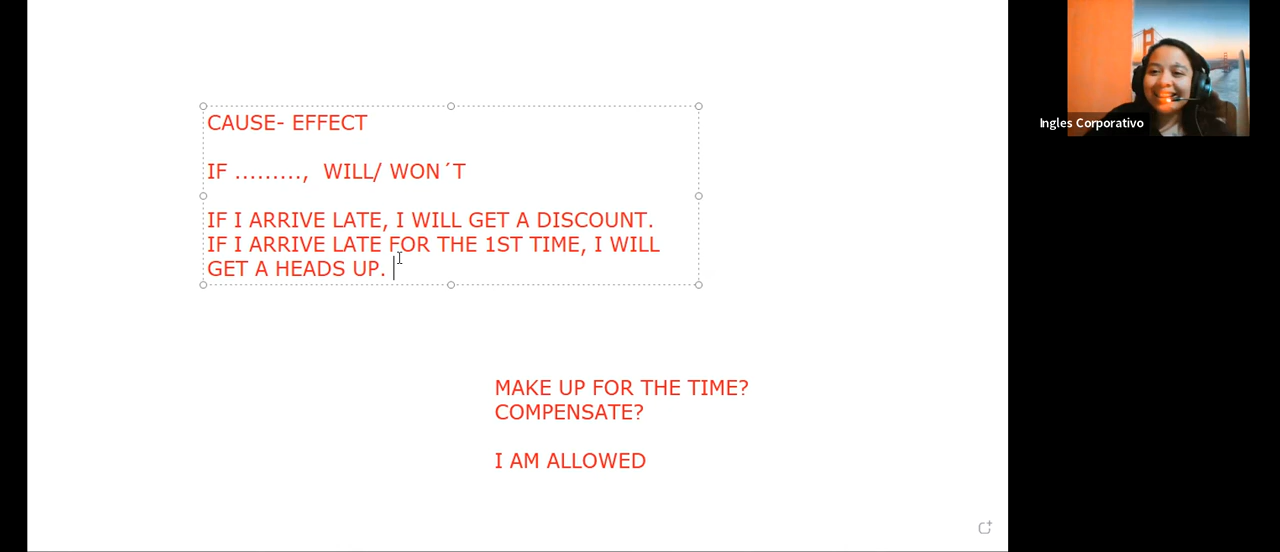 CAUSE- EFFECT
IF ........., WILL/ WON´T
IF I ARRIVE LATE, I WILL GET A DISCOUNT.
IF I ARRIVE LATE FOR THE 1ST TIME, I WILL
GET A HEADS UP.
MAKE UP FOR THE TIME?
COMPENSATE?
I AM ALLOWED
Ingles Corporativo